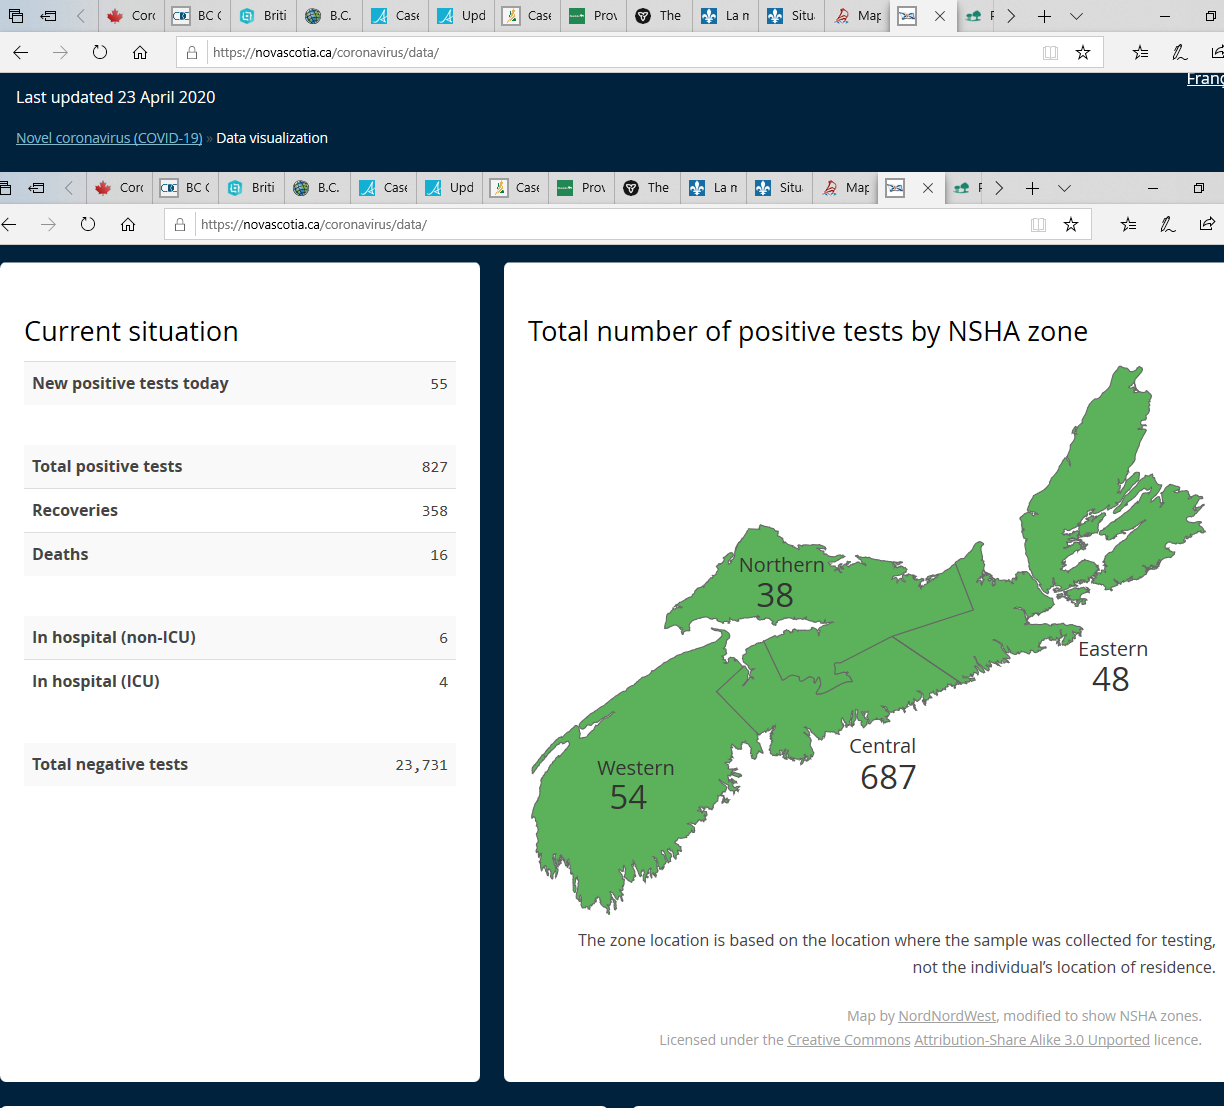 Corc
BC C
Briti
B.C.
Case
Upd
Case
Prov
The
La m
Situ
Map
https://novascotia.ca/coronavirus/data/
Franç
Last updated 23 April 2020
Novel coronavirus (COVID-19) » Data visualization
Corc
BC C
Briti
B.C.
Case
Upd
Case
Prov
The
La m
Situ
Map
https://novascotia.ca/coronavirus/data/
Current situation
New positive tests today 55
Total positive tests 827
Recoveries 358
Deaths 16
In hospital (non-ICU) 6
In hospital (ICU) 4
Total negative tests 23,731
Total number of positive tests by NSHA zone
Northern
38
Eastern
48
Central
687
Western
54
The zone location is based on the location where the sample was collected for testing,
not the individual’s location of residence.
Map by NordNordWest, modified to show NSHA zones.
Licensed under the Creative Commons Attribution-Share Alike 3.0 Unported licence.